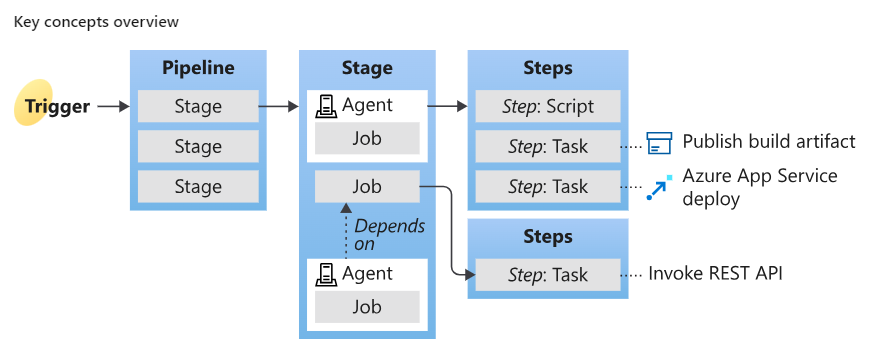 Key concepts overview
Trigger
Pipeline
Stage
Stage
Stage
Stage
Agent
Job
Job
Depends
on
Agent
Job
Steps
Step: Script
Step: Task
Step: Task
Publish build artifact
Azure App Service
deploy
Steps
Step: Task
Invoke REST API